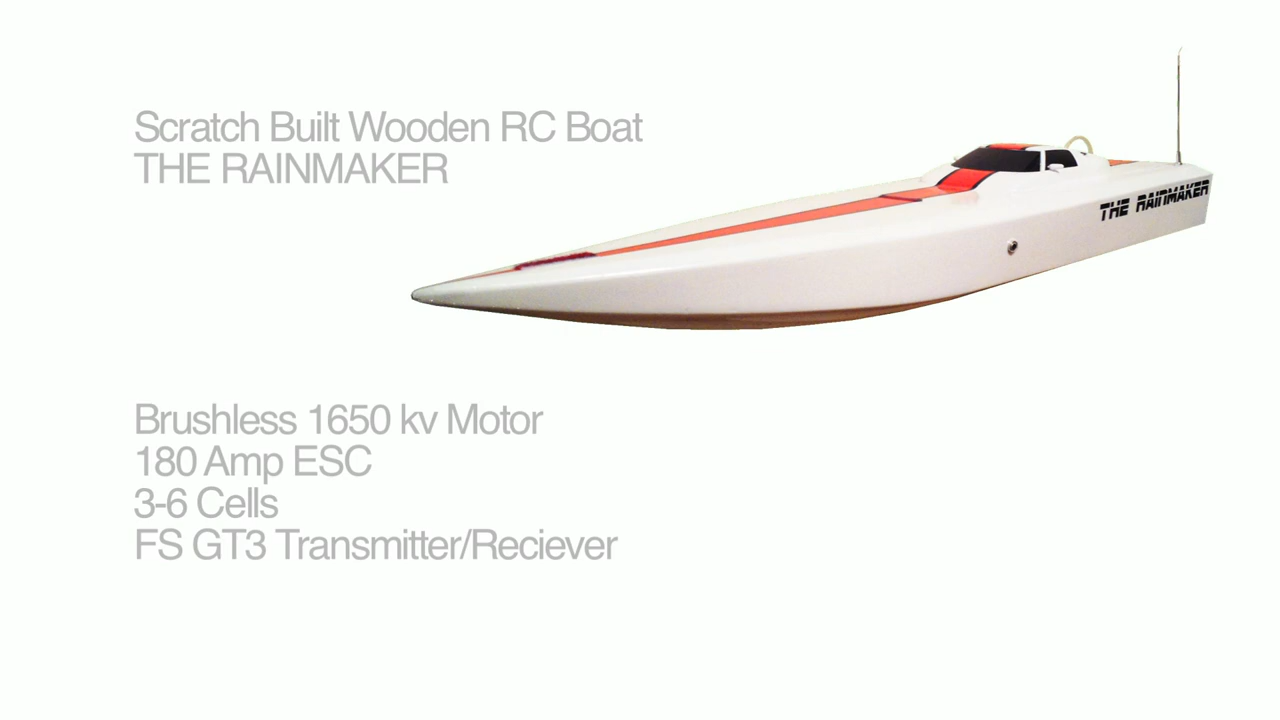 Scratch Built Wooden RC Boat
THE RAINMAKER
THE RAINMAKER
Brushless 1650 kv Motor
180 Amp ESC
3-6 Cells
FS GT3 Transmitter/Reciever